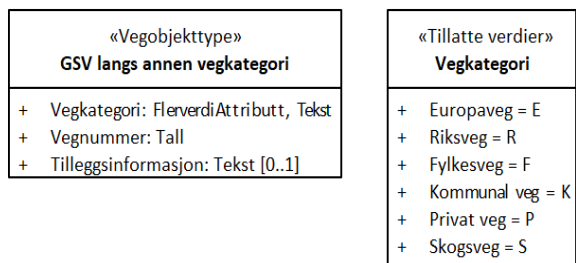 «Vegobjekttype»
GSV langs annen vegkategori
+ Vegkategori: FlerverdiAttributt, Tekst
+ Vegnummer: Tall
+ Tilleggsinformasjon: Tekst [0..1]
«Tillatte verdier»
Vegkategori
+ Europaveg = E
+ Riksveg = R
+ Fylkesveg = F
+ Kommunal veg = K
+ Privat veg = P
+ Skogsveg = S